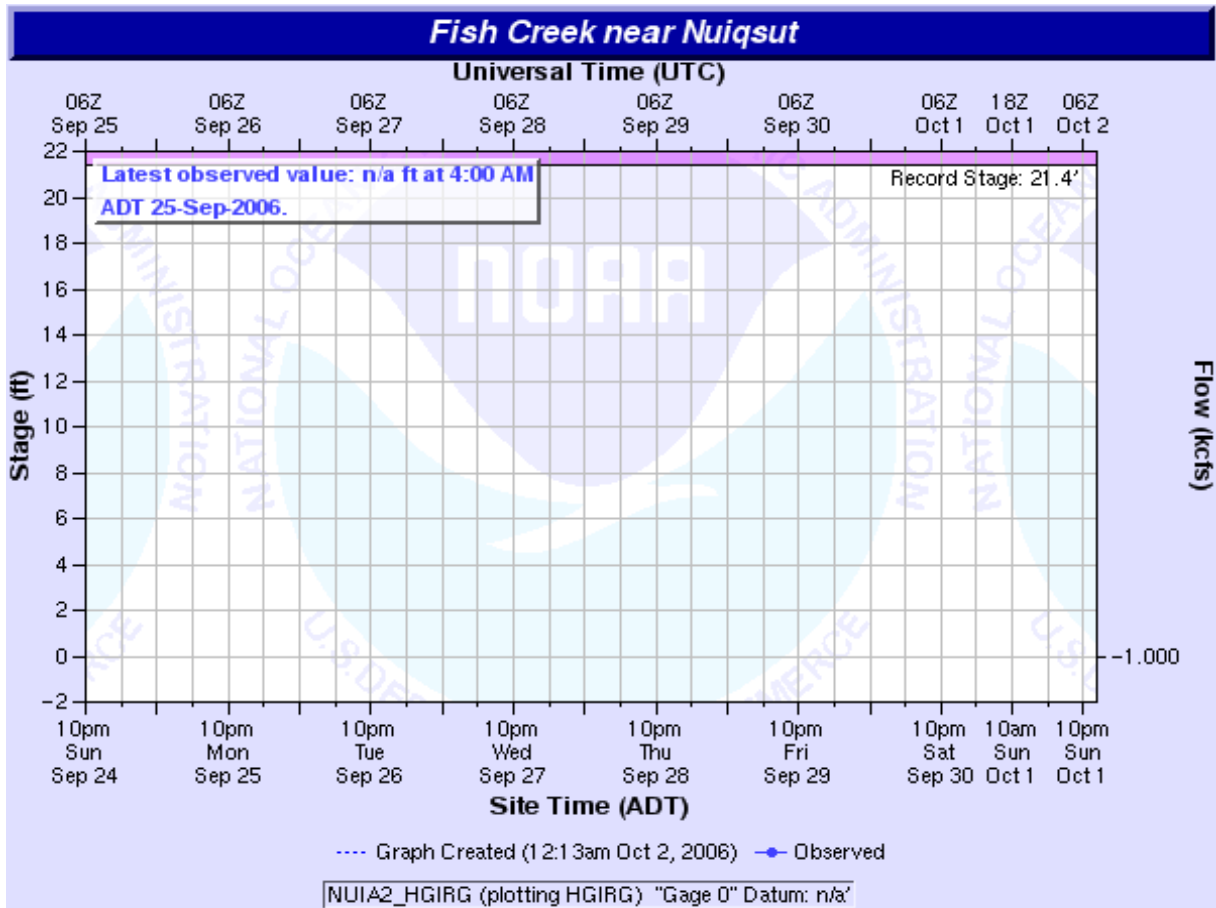 Fish Creek near Nuiqsut
Universal Time (UTC)
06Z 06Z 06Z 06Z 06Z 06Z 06Z 18Z 06Z
Sep 25 Sep 26 Sep 27 Sep 28 Sep 29 Sep 30 Oct 1 Oct 1 Oct 2
22
Latest observed value: n/a ft at 4:00 AM
ADT 25-Sep-2006.
Record Stage: 21.4'
20
18
16
14
12
10
8
6
4
2
0
-2
Stage (ft)
Flow (kcfs)
-1.000
NOAA
NATIONAL OCEANIC ADMINISTRATION
U.S.DEP COMMERCE
10pm 10pm 10pm 10pm 10pm 10pm 10pm 10am 10pm
Sun Mon Tue Wed Thu Fri Sat Sun Sun
Sep 24 Sep 25 Sep 26 Sep 27 Sep 28 Sep 29 Sep 30 Oct 1 Oct 1
Site Time (ADT)
---- Graph Created (12:13am Oct 2, 2006) Observed
NUIA2_HGIRG (plotting HGIRG) "Gage 0" Datum: n/a'